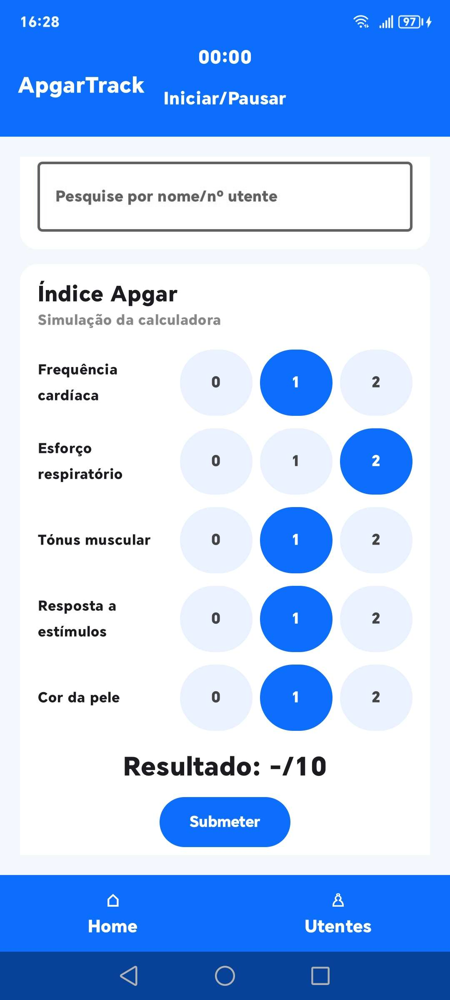 16:28
97
00:00
ApgarTrack
Iniciar/Pausar
Pesquise por nome/nº utente
Índice Apgar
Simulação da calculadora
Frequência
cardíaca
0 1 2
Esforço
respiratório
0 1 2
Tónus muscular 0 1 2
Resposta a
estímulos
0 1 2
Cor da pele 0 1 2
Resultado: -/10
Submeter
Home
Utentes